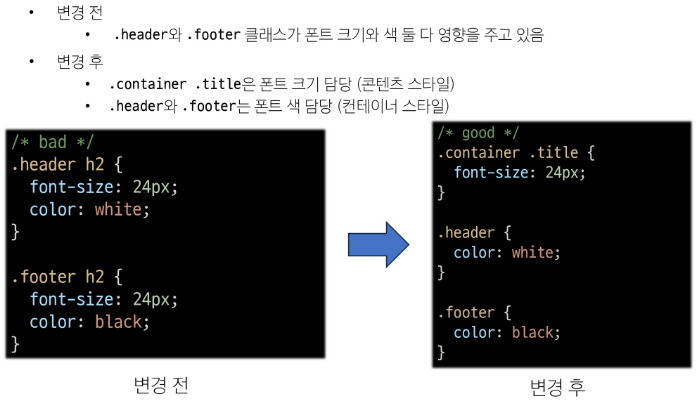 • 변경 전
• .header와 .footer 클래스가 폰트 크기와 색 둘 다 영향을 주고 있음
• 변경 후
• .container .title은 폰트 크기 담당 (콘텐츠 스타일)
• .header와 .footer는 폰트 색 담당 (컨테이너 스타일)
/* bad */
.header h2 {
  font-size: 24px;
  color: white;
}

.footer h2 {
  font-size: 24px;
  color: black;
}
변경 전
/* good */
.container .title {
  font-size: 24px;
}

.header {
  color: white;
}

.footer {
  color: black;
}
변경 후